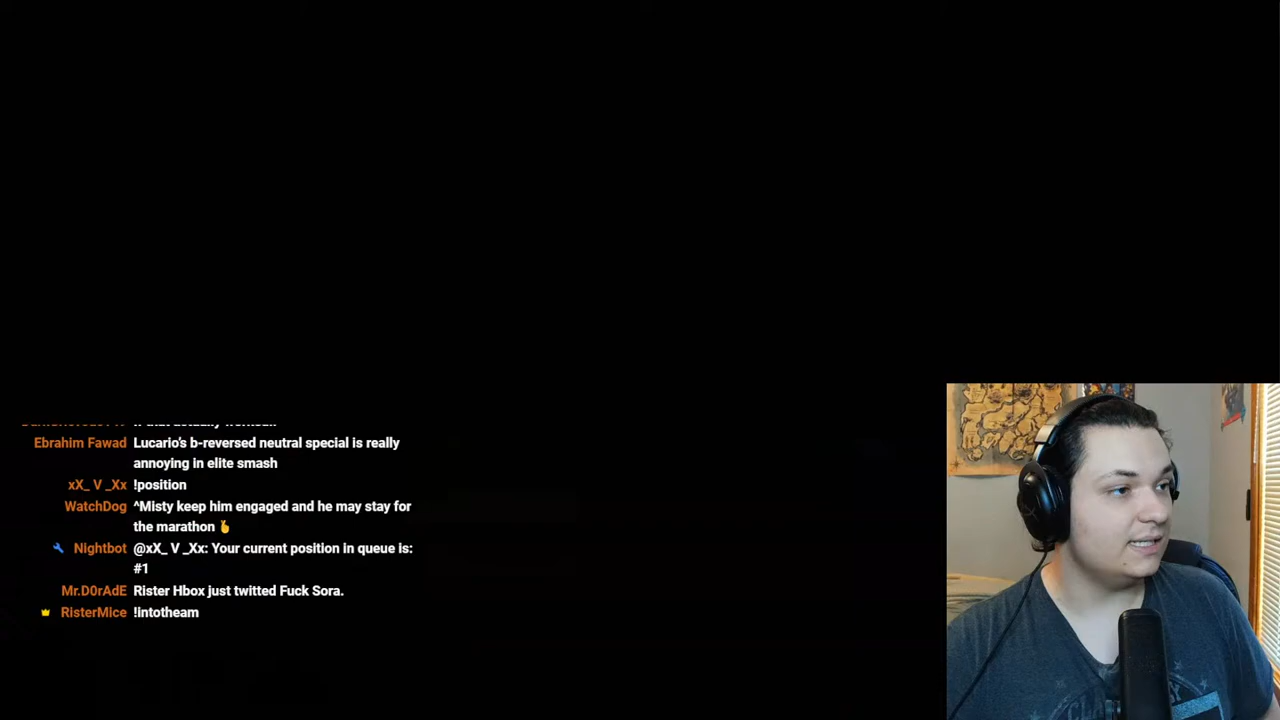 Ebrahim Fawad Lucario's b-reversed neutral special is really
annoying in elite smash
xX_ V _Xx !position
WatchDog ^Misty keep him engaged and he may stay for
the marathon 🫰
Nightbot @xX_ V _Xx: Your current position in queue is:
#1
Mr.D0rAdE Rister Hbox just twitted Fuck Sora.
RisterMice !intotheam